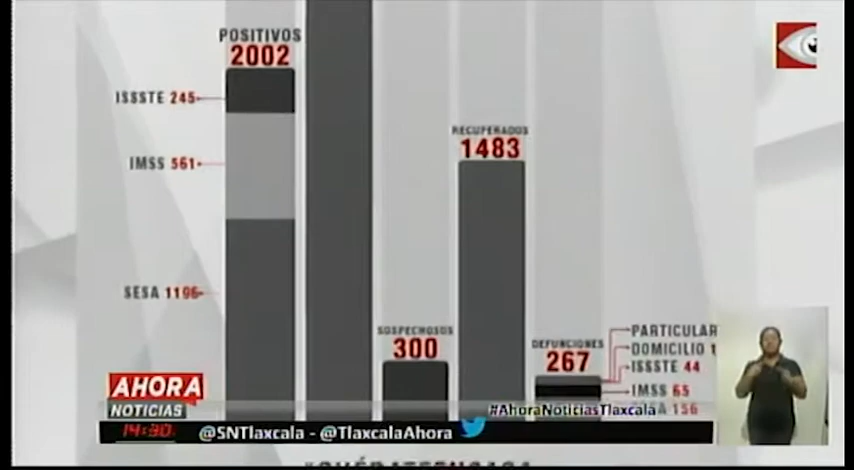 POSITIVOS
2002
ISSSTE 245
IMSS 561
SESA 1196
RECUPERADOS
1483
SOSPECHOSOS
300
DEFUNCIONES
267
PARTICULAR
DOMICILIO 1
ISSSTE 44
IMSS 65
156
AHORA
NOTICIAS
#AhoraNoticiasTlaxcala
14:30
@SNTlaxcala - @TlaxcalaAhora